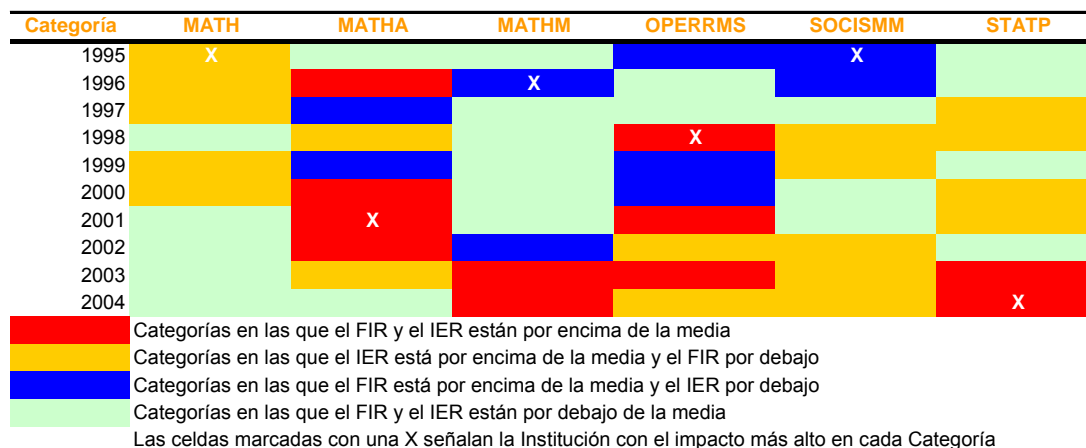 Categoría MATH MATHA MATHM OPERRMS SOCISMM STATP
1995 X X
1996 X
1997
1998 X
1999
2000
2001 X
2002
2003
2004 X
Categorías en las que el FIR y el IER están por encima de la media
Categorías en las que el IER está por encima de la media y el FIR por debajo
Categorías en las que el FIR está por encima de la media y el IER por debajo
Categorías en las que el FIR y el IER están por debajo de la media
Las celdas marcadas con una X señalan la Institución con el impacto más alto en cada Categoría